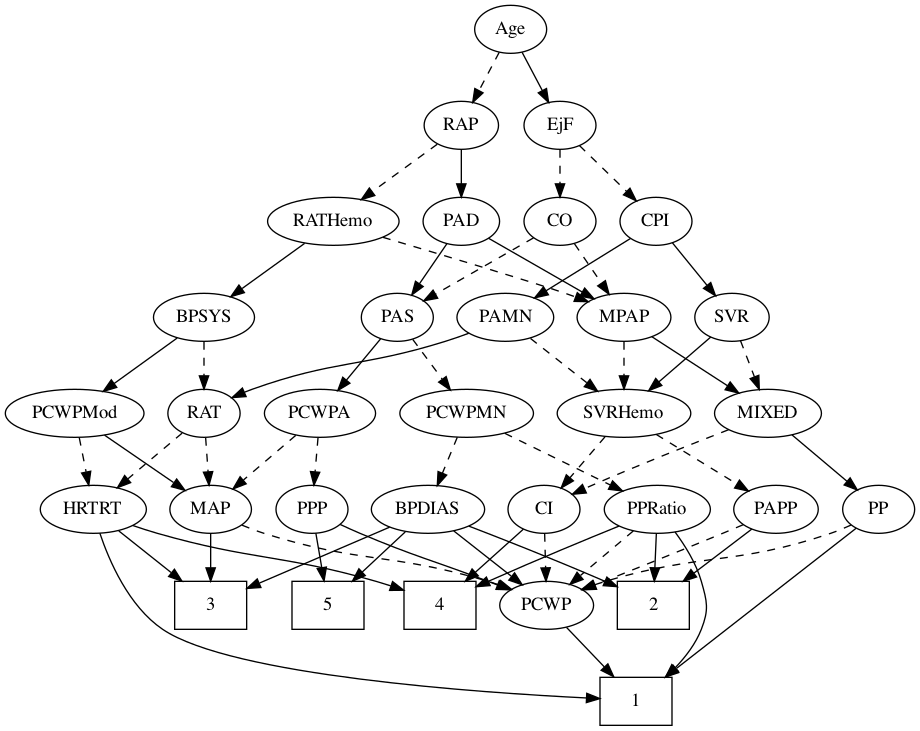 Age
RAP
EjF
RATHemo
PAD
CO
CPI
BPSYS
PAS
PAMN
MPAP
SVR
PCWPMod
RAT
PCWPA
PCWPMN
SVRHemo
MIXED
HRTRT
MAP
PPP
BPDIAS
CI
PPRatio
PAPP
PP
3
5
4
PCWP
2
1